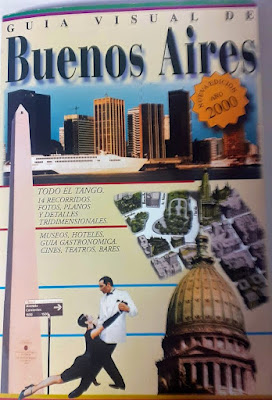 GUIA VISUAL DE
Buenos Aires
NUEVA EDICION
AÑO
2000
TODO EL TANGO.
14 RECORRIDOS.
FOTOS, PLANOS
Y DETALLES
TRIDIMENSIONALES.
MUSEOS, HOTELES,
GUIA GASTRONOMICA.
CINES, TEATROS, BARES